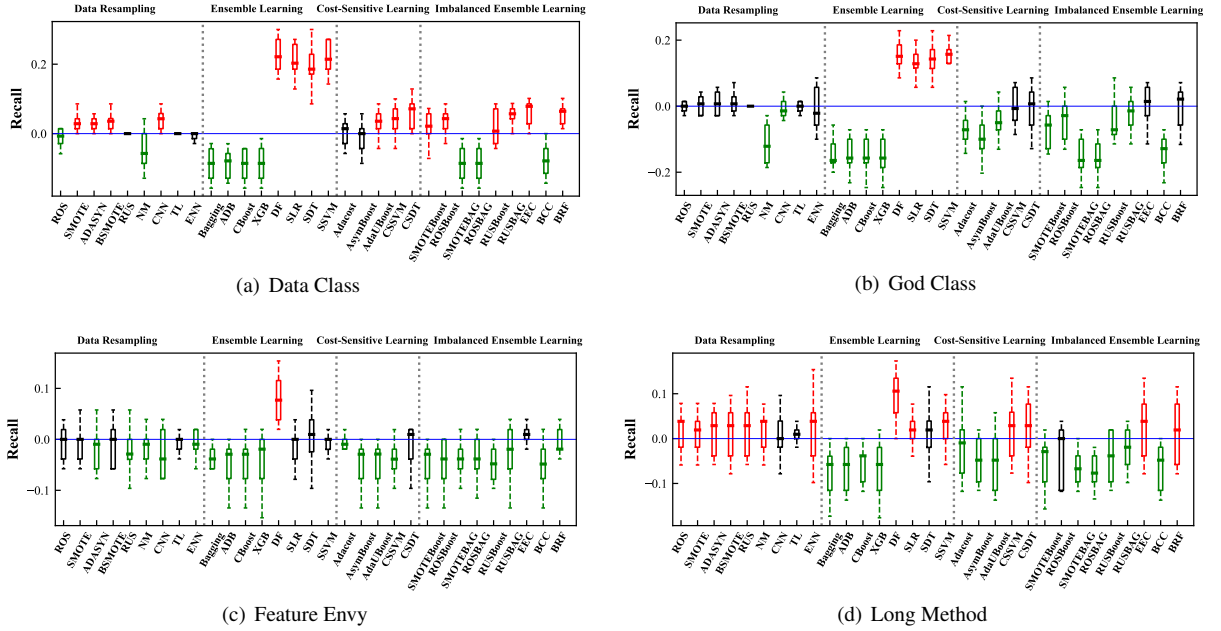 Data Resampling Ensemble Learning Cost-Sensitive Learning Imbalanced Ensemble Learning
Recall
0.2
0.0
ROS SMOTE ADASYN BSMOTE RUS NM CNN TL ENN Bagging ADB CBoost XGB DF SLR SDT SSVM Adacost AsymBoost AdaUBoost CSSVM CSDT SMOTEBoost ROSBoost SMOTEBAG ROSBAG RUSBoost RUSBAG EEC BCC BRF
(a) Data Class
Data Resampling Ensemble Learning Cost-Sensitive Learning Imbalanced Ensemble Learning
Recall
0.2
0.0
−0.2
ROS SMOTE ADASYN BSMOTE RUS NM CNN TL ENN Bagging ADB CBoost XGB DF SLR SDT SSVM Adacost AsymBoost AdaUBoost CSSVM CSDT SMOTEBoost ROSBoost SMOTEBAG ROSBAG RUSBoost RUSBAG EEC BCC BRF
(b) God Class
Data Resampling Ensemble Learning Cost-Sensitive Learning Imbalanced Ensemble Learning
Recall
0.1
0.0
−0.1
ROS SMOTE ADASYN BSMOTE RUS NM CNN TL ENN Bagging ADB CBoost XGB DF SLR SDT SSVM Adacost AsymBoost AdaUBoost CSSVM CSDT SMOTEBoost ROSBoost SMOTEBAG ROSBAG RUSBoost RUSBAG EEC BCC BRF
(c) Feature Envy
Data Resampling Ensemble Learning Cost-Sensitive Learning Imbalanced Ensemble Learning
Recall
0.1
0.0
−0.1
ROS SMOTE ADASYN BSMOTE RUS NM CNN TL ENN Bagging ADB CBoost XGB DF SLR SDT SSVM Adacost AsymBoost AdaUBoost CSSVM CSDT SMOTEBoost ROSBoost SMOTEBAG ROSBAG RUSBoost RUSBAG EEC BCC BRF
(d) Long Method